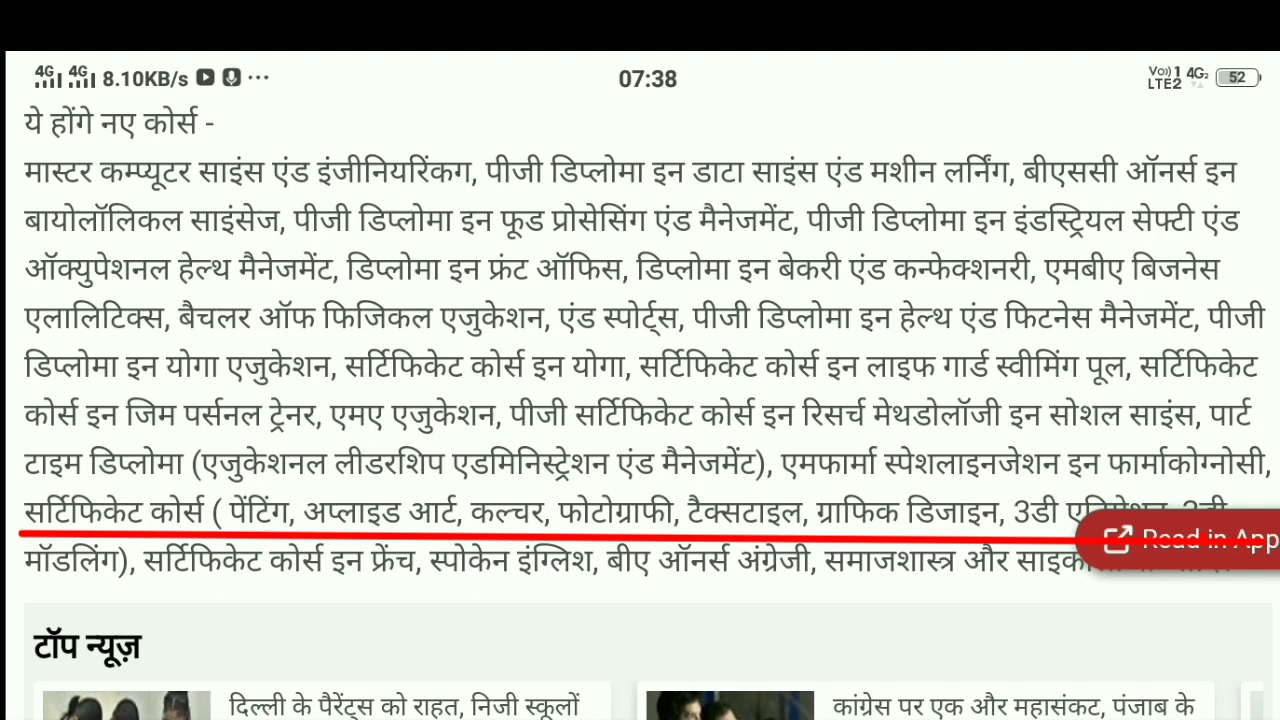 4G 4G 8.10KB/s ··· 07:38 Vo)) 1 4G2 LTE2 52
ये होंगे नए कोर्स -
मास्टर कम्प्यूटर साइंस एंड इंजीनियरिंकग, पीजी डिप्लोमा इन डाटा साइंस एंड मशीन लर्निंग, बीएससी ऑनर्स इन
बायोलॉलिकल साइंसेज, पीजी डिप्लोमा इन फूड प्रोसेसिंग एंड मैनेजमेंट, पीजी डिप्लोमा इन इंडस्ट्रियल सेफ्टी एंड
ऑक्युपेशनल हेल्थ मैनेजमेंट, डिप्लोमा इन फ्रंट ऑफिस, डिप्लोमा इन बेकरी एंड कन्फेक्शनरी, एमबीए बिजनेस
एलालिटिक्स, बैचलर ऑफ फिजिकल एजुकेशन, एंड स्पोर्ट्स, पीजी डिप्लोमा इन हेल्थ एंड फिटनेस मैनेजमेंट, पीजी
डिप्लोमा इन योगा एजुकेशन, सर्टिफिकेट कोर्स इन योगा, सर्टिफिकेट कोर्स इन लाइफ गार्ड स्वीमिंग पूल, सर्टिफिकेट
कोर्स इन जिम पर्सनल ट्रेनर, एमए एजुकेशन, पीजी सर्टिफिकेट कोर्स इन रिसर्च मेथडोलॉजी इन सोशल साइंस, पार्ट
टाइम डिप्लोमा (एजुकेशनल लीडरशिप एडमिनिस्ट्रेशन एंड मैनेजमेंट), एमफार्मा स्पेशलाइनजेशन इन फार्माकोग्नोसी,
सर्टिफिकेट कोर्स ( पेंटिंग, अप्लाइड आर्ट, कल्चर, फोटोग्राफी, टैक्सटाइल, ग्राफिक डिजाइन, 3डी
Read in App
मॉडलिंग), सर्टिफिकेट कोर्स इन फ्रेंच, स्पोकेन इंग्लिश, बीए ऑनर्स अंग्रेजी, समाजशास्त्र और
टॉप न्यूज़
दिल्ली के पैरेंट्स को राहत, निजी स्कूलों
कांग्रेस पर एक और महासंकट, पंजाब के